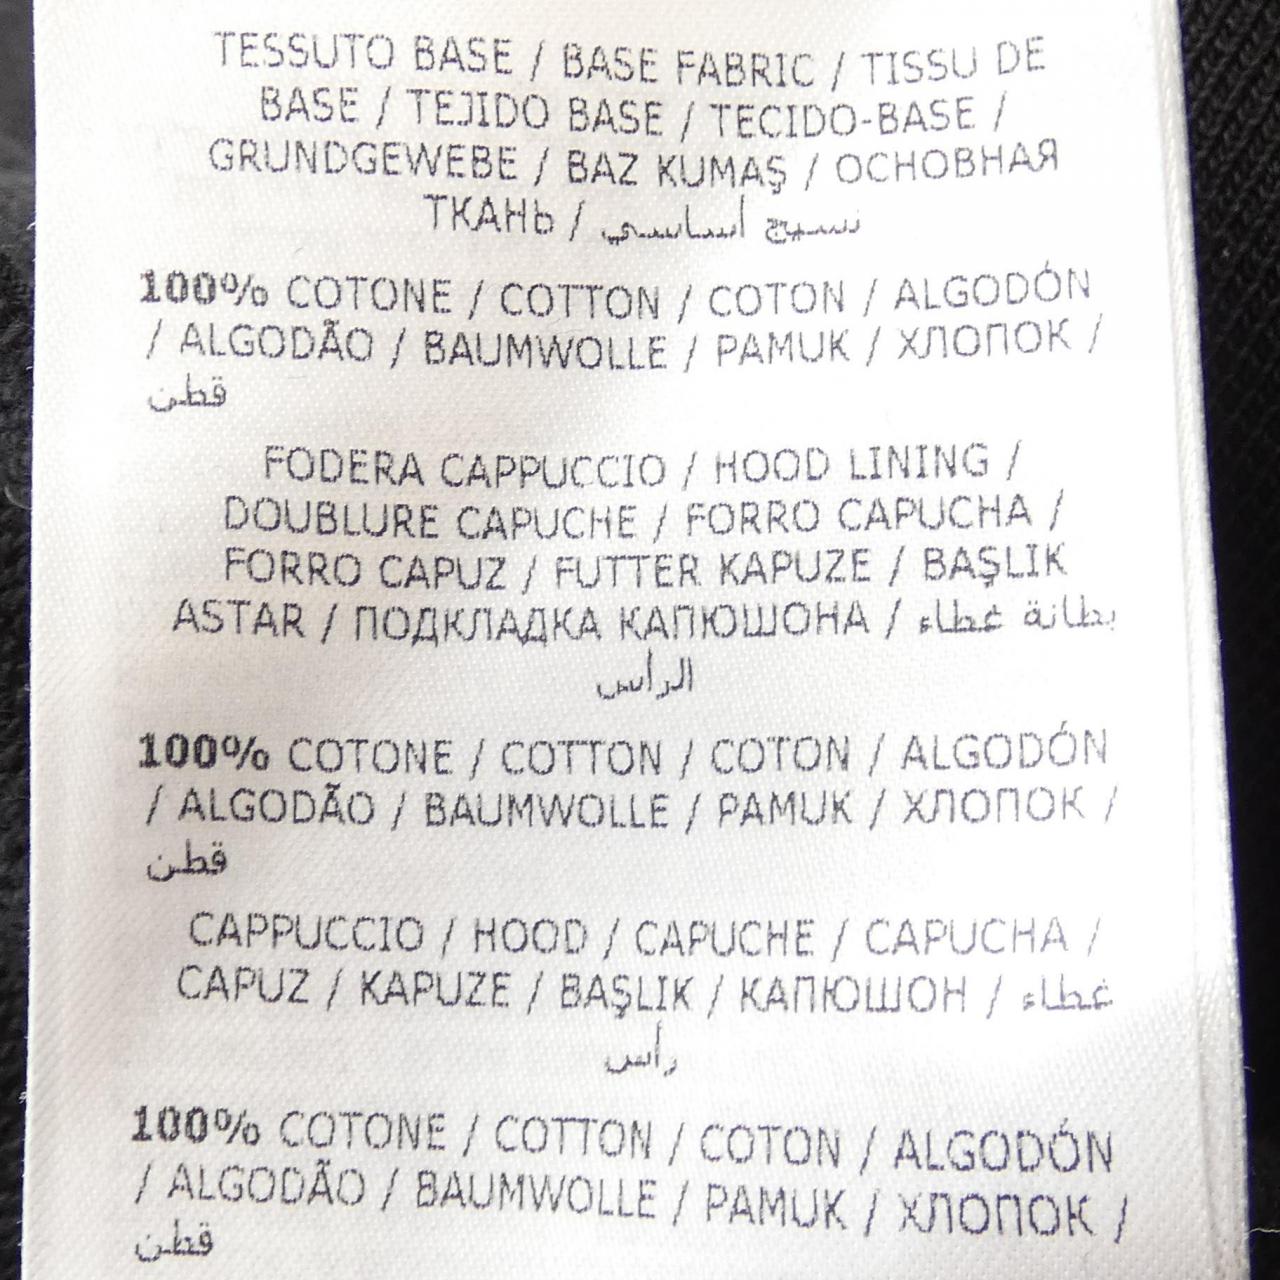 TESSUTO BASE / BASE FABRIC / TISSU DE
BASE / TEJIDO BASE / TECIDO-BASE /
GRUNDGEWEBE / BAZ KUMAŞ / ОСНОВНАЯ
ТКАНЬ / نسيج أساسي
100% COTONE / COTTON / COTON / ALGODÓN
/ ALGODÃO / BAUMWOLLE / PAMUK / ХЛОПОК /
قطن
FODERA CAPPUCCIO / HOOD LINING /
DOUBLURE CAPUCHE / FORRO CAPUCHA /
FORRO CAPUZ / FUTTER KAPUZE / BAŞLIK
ASTAR / ПОДКЛАДКА КАПЮШОНА / بطانة غطاء
الرأس
100% COTONE / COTTON / COTON / ALGODÓN
/ ALGODÃO / BAUMWOLLE / PAMUK / ХЛОПОК /
قطن
CAPPUCCIO / HOOD / CAPUCHE / CAPUCHA /
CAPUZ / KAPUZE / BAŞLIK / КАПЮШОН / غطاء
رأس
100% COTONE / COTTON / COTON / ALGODÓN
/ ALGODÃO / BAUMWOLLE / PAMUK / ХЛОПОК /
قطن